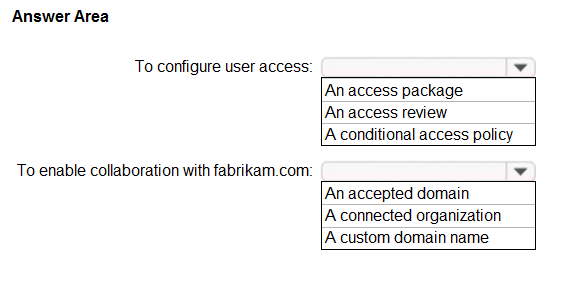 Answer Area
To configure user access:
An access package
An access review
A conditional access policy
To enable collaboration with fabrikam.com:
An accepted domain
A connected organization
A custom domain name